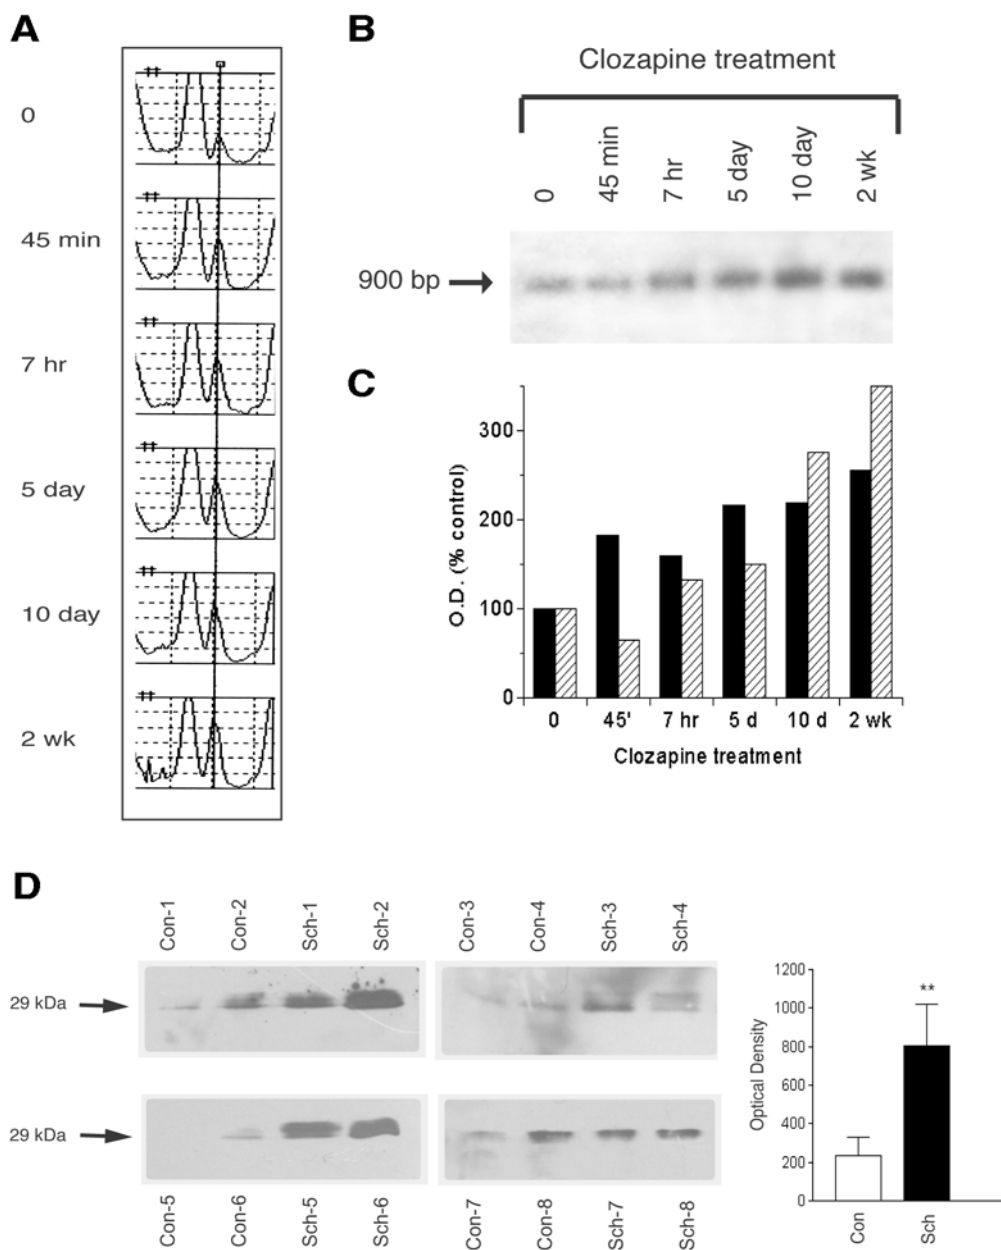 A
0
45 min
7 hr
5 day
10 day
2 wk
B
Clozapine treatment
0
45 min
7 hr
5 day
10 day
2 wk
900 bp
C
O.D. (% control)
300
200
100
0
0 45' 7 hr 5 d 10 d 2 wk
Clozapine treatment
D
Con-1 Con-2 Sch-1 Sch-2
Con-3 Con-4 Sch-3 Sch-4
29 kDa
29 kDa
Con-5 Con-6 Sch-5 Sch-6
Con-7 Con-8 Sch-7 Sch-8
Optical Density
1200
1000
800
600
400
200
0
**
Con Sch